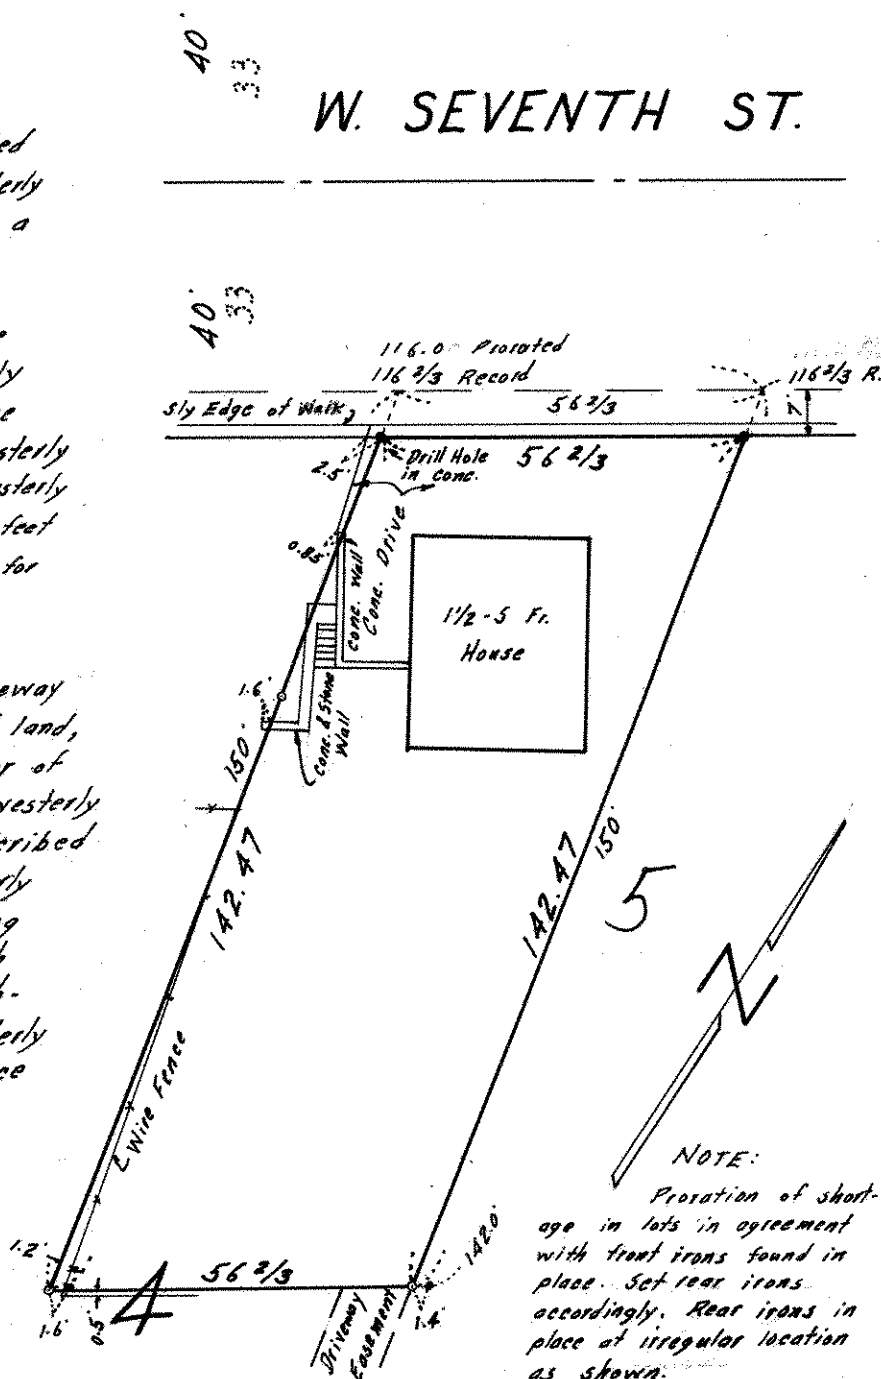 40'
33
W. SEVENTH ST.
ed
erly
a
40'
33
116.0 Prorated
116 2/3 Record
116 2/3 R.
Sly Edge of Walk
56 2/3
7'
Drill Hole
in conc.
56 2/3
2.5'
ly
e
sterly
sterly
feet
for
0.85'
Conc. Wall
Conc. Drive
1 1/2 - S Fr.
House
1.6'
Conc. & Stone
Wall
eway
land,
r of
westerly
cribed
rly
g
h
h-
erly
ce
150'
142.47
142.47
150'
5
Z
Wire Fence
1.2'
1.6'
0.5'
4
56 2/3
142.0'
7.4'
Driveway
Easement
NOTE:
Proration of short-
age in lots in agreement
with front irons found in
place. Set rear irons
accordingly. Rear irons in
place at irregular location
as shown.